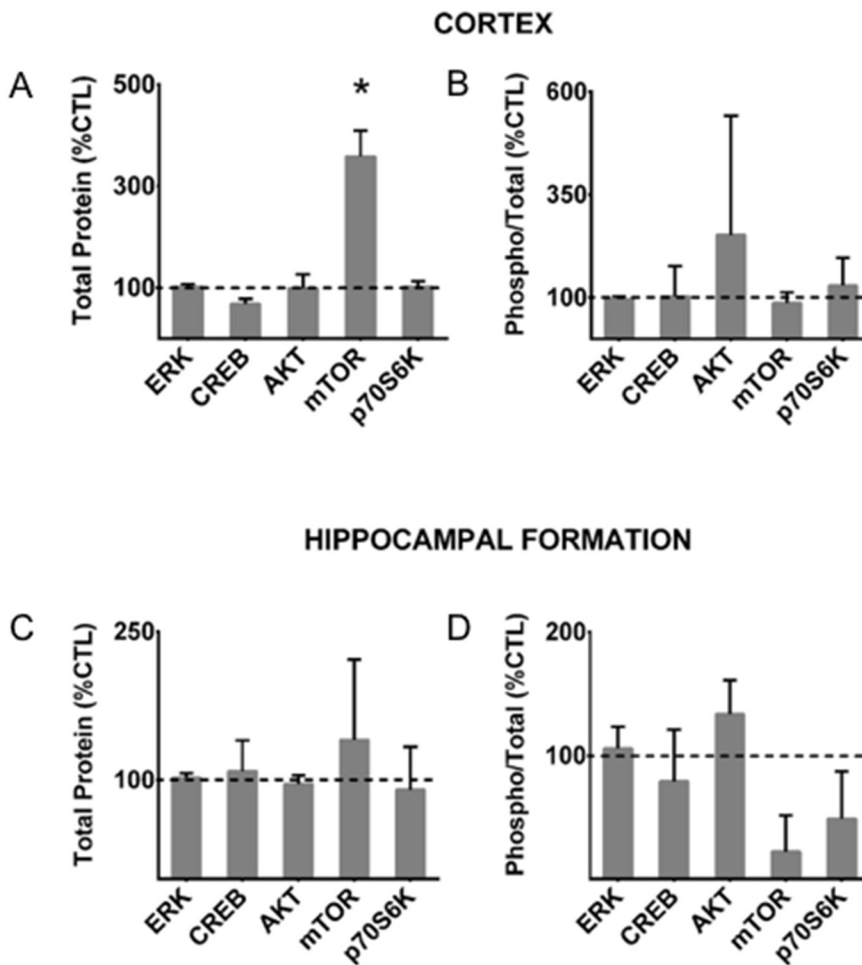 CORTEX
A
Total Protein (%CTL)
500
*
300
100
ERK
CREB
AKT
mTOR
p70S6K
B
Phospho/Total (%CTL)
600
350
100
ERK
CREB
AKT
mTOR
p70S6K
HIPPOCAMPAL FORMATION
C
Total Protein (%CTL)
250
100
ERK
CREB
AKT
mTOR
p70S6K
D
Phospho/Total (%CTL)
200
100
ERK
CREB
AKT
mTOR
p70S6K